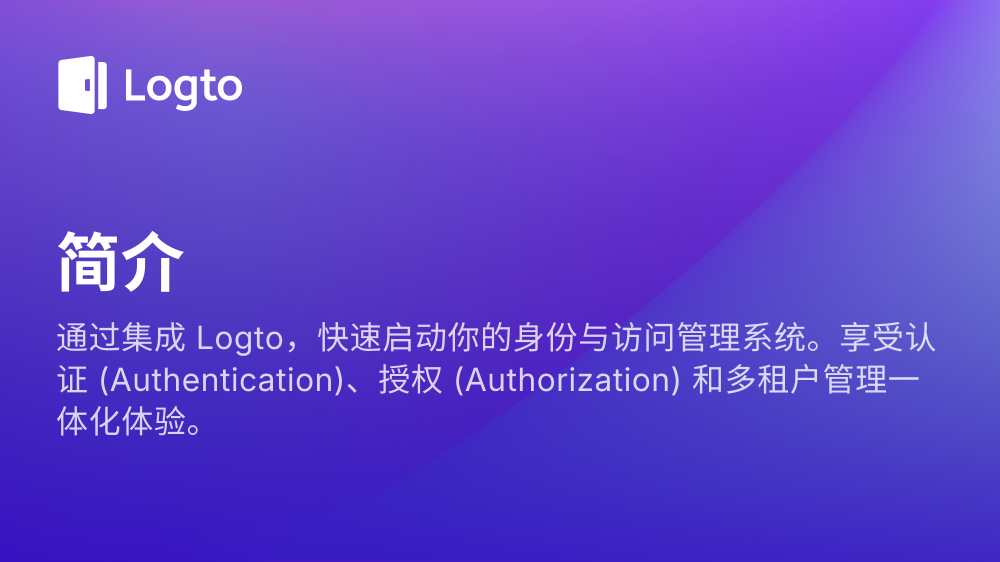 Logto
简介
通过集成 Logto，快速启动你的身份与访问管理系统。享受认
证 (Authentication)、授权 (Authorization) 和多租户管理一
体化体验。